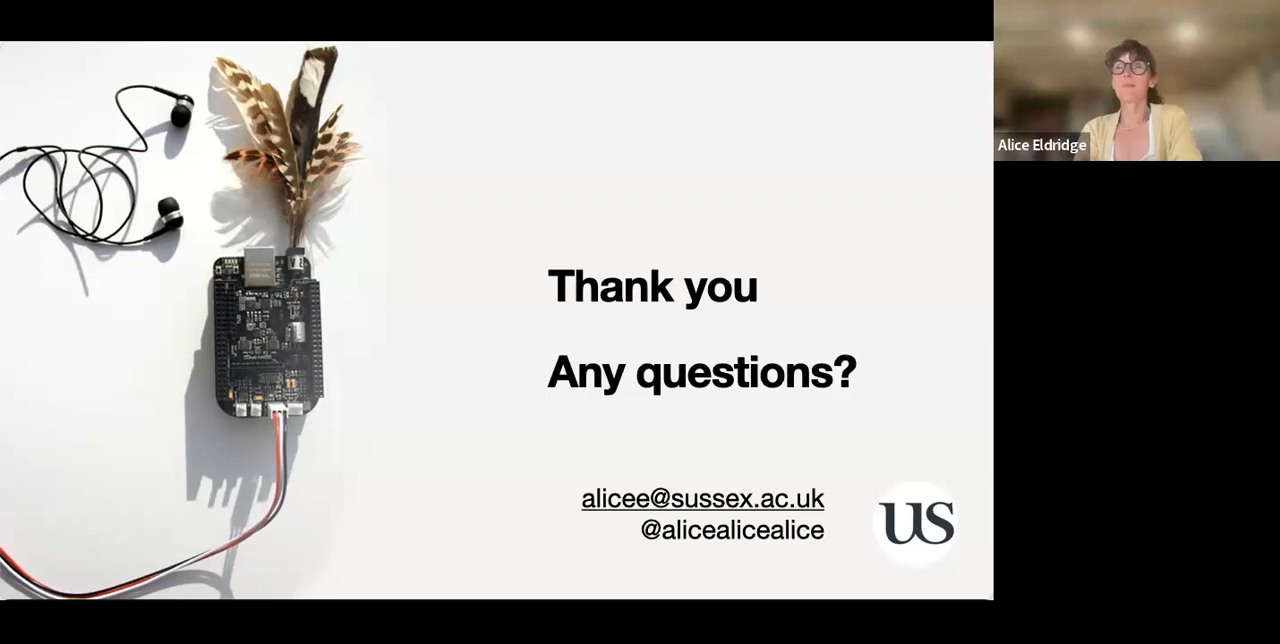 Alice Eldridge
Thank you
Any questions?
alicee@sussex.ac.uk
@alicealicealice
US